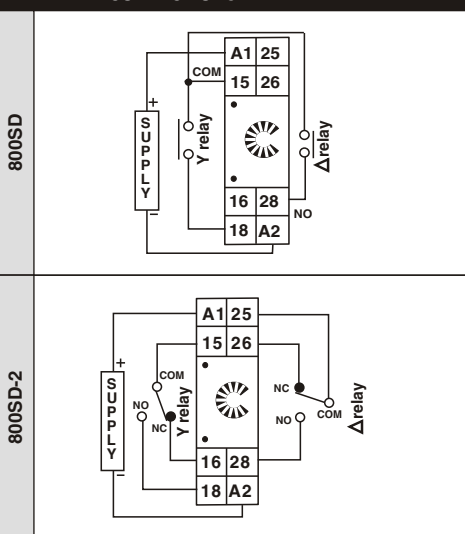 800SD
A1 25
COM
15 26
+
SUPPLY
Y relay
Δrelay
16 28
NO
–
18 A2
800SD-2
A1 25
15 26
+
COM
SUPPLY
NO
NC
Y relay
NC
COM
NO
Δrelay
16 28
–
18 A2